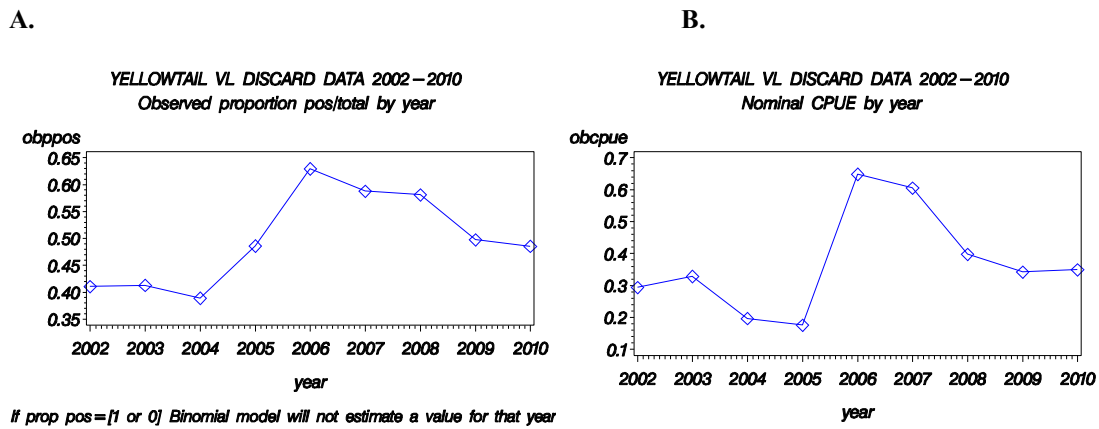 A.
YELLOWTAIL VL DISCARD DATA 2002-2010
Observed proportion pos/total by year
obppos
0.65
0.60
0.55
0.50
0.45
0.40
0.35
2002 2003 2004 2005 2006 2007 2008 2009 2010
year
If prop pos=[1 or 0] Binomial model will not estimate a value for that year
B.
YELLOWTAIL VL DISCARD DATA 2002-2010
Nominal CPUE by year
obcpue
0.7
0.6
0.5
0.4
0.3
0.2
0.1
2002 2003 2004 2005 2006 2007 2008 2009 2010
year